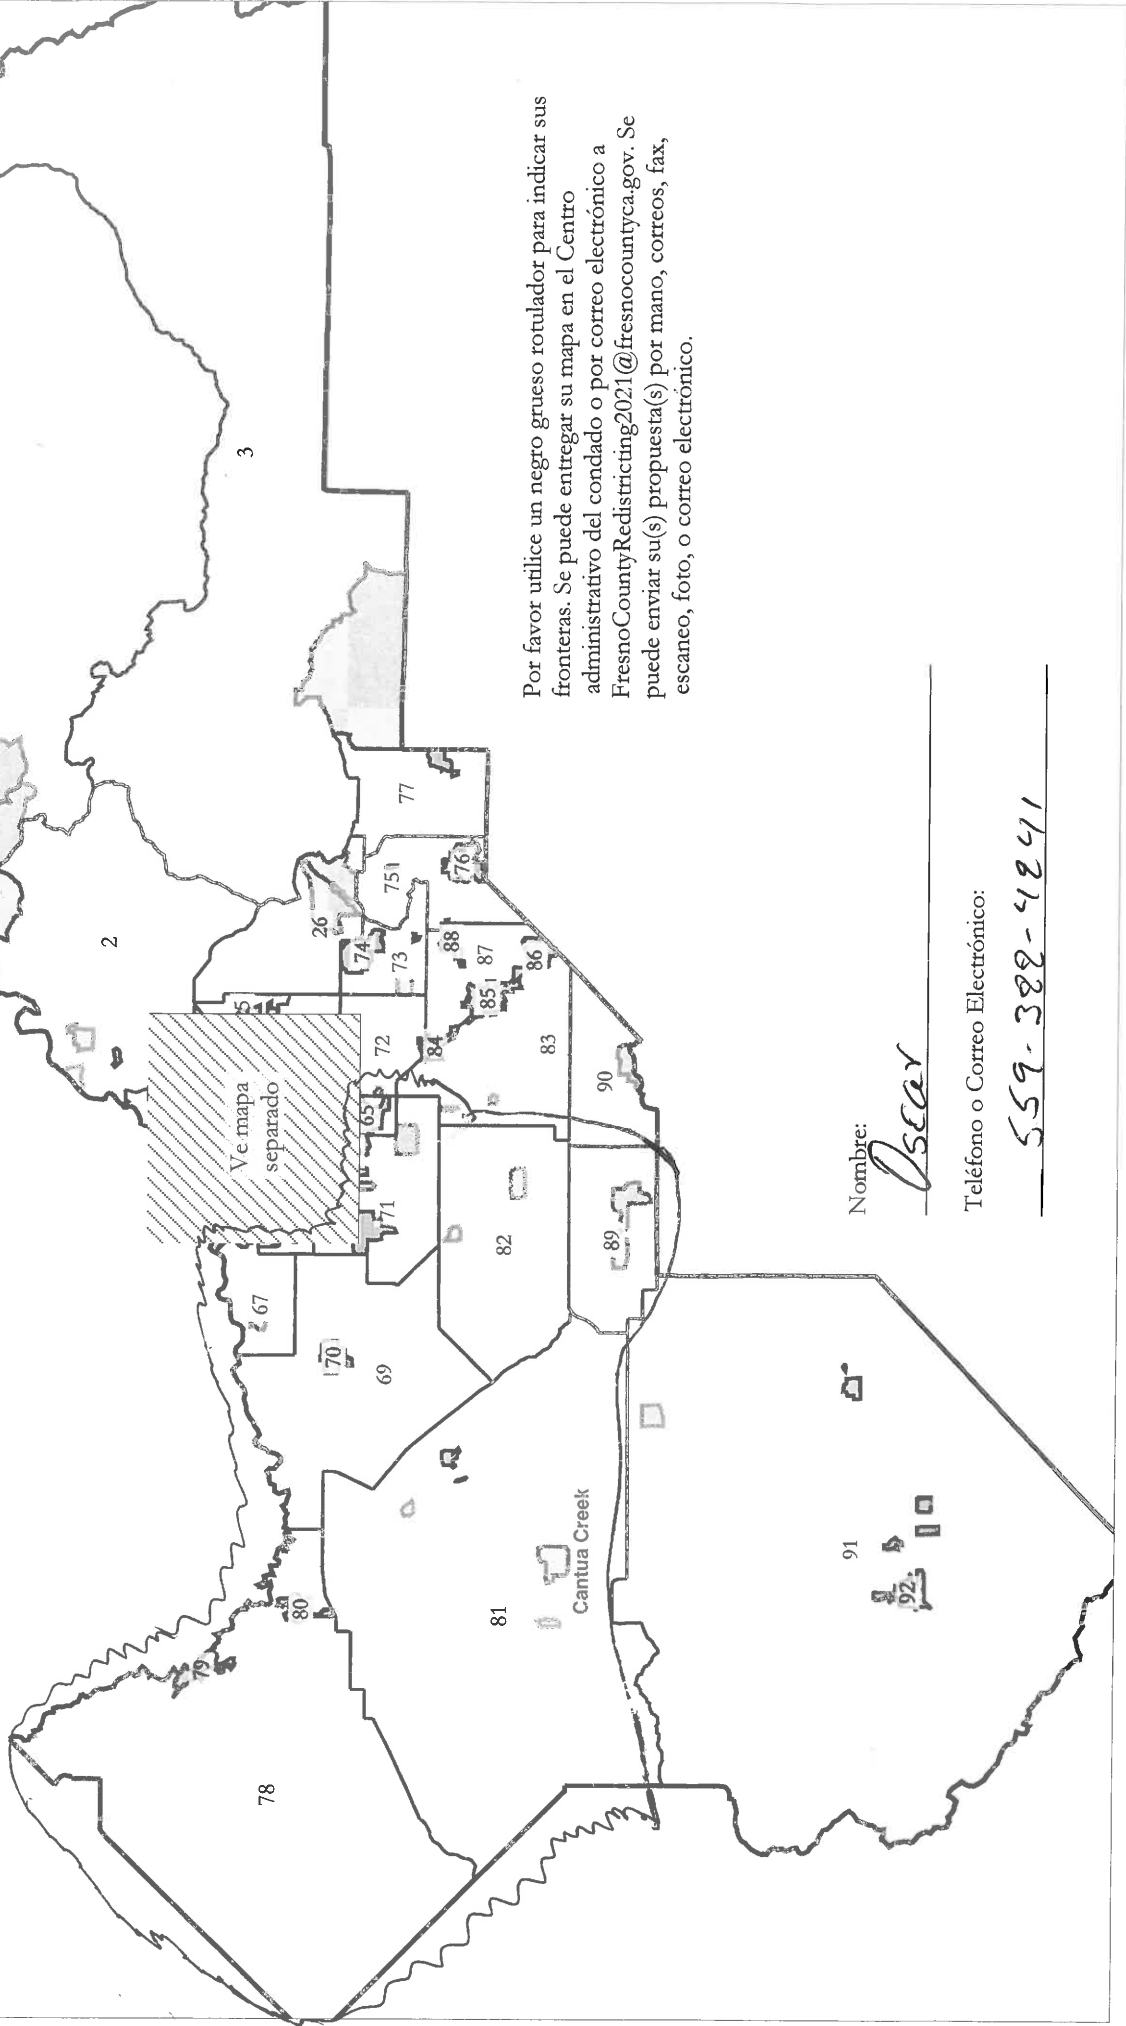 3
2
77
26
75
76
74
73
88
87
86
85
72
84
83
65
90
Ve mapa
separado
71
67
82
89
70
69
80
79
81
Cantua Creek
78
91
92
Por favor utilice un negro grueso rotulador para indicar sus
fronteras. Se puede entregar su mapa en el Centro
administrativo del condado o por correo electrónico a
FresnoCountyRedistricting2021@fresnocountyca.gov. Se
puede enviar su(s) propuesta(s) por mano, correos, fax,
escaneo, foto, o correo electrónico.
Nombre:
Oscar
Teléfono o Correo Electrónico:
559-388-4241